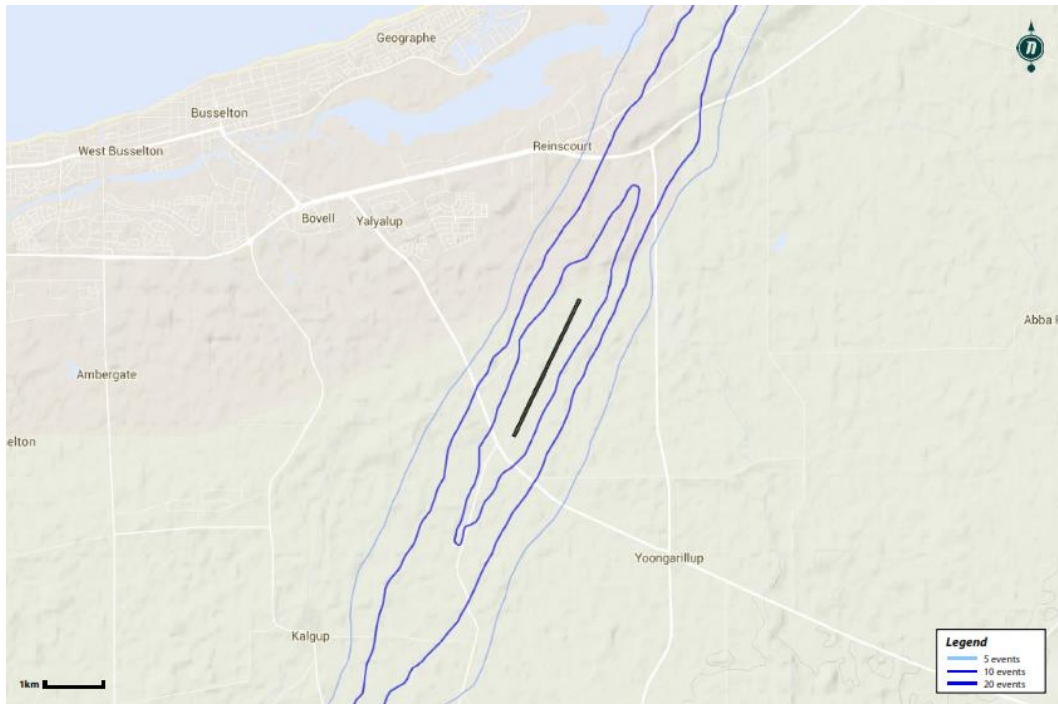 Geographe
Busselton
West Busselton
Reinscourt
Bovell
Yalyalup
Ambergate
elton
Yoongarillup
Kalgup
1km
Legend
5 events
10 events
20 events